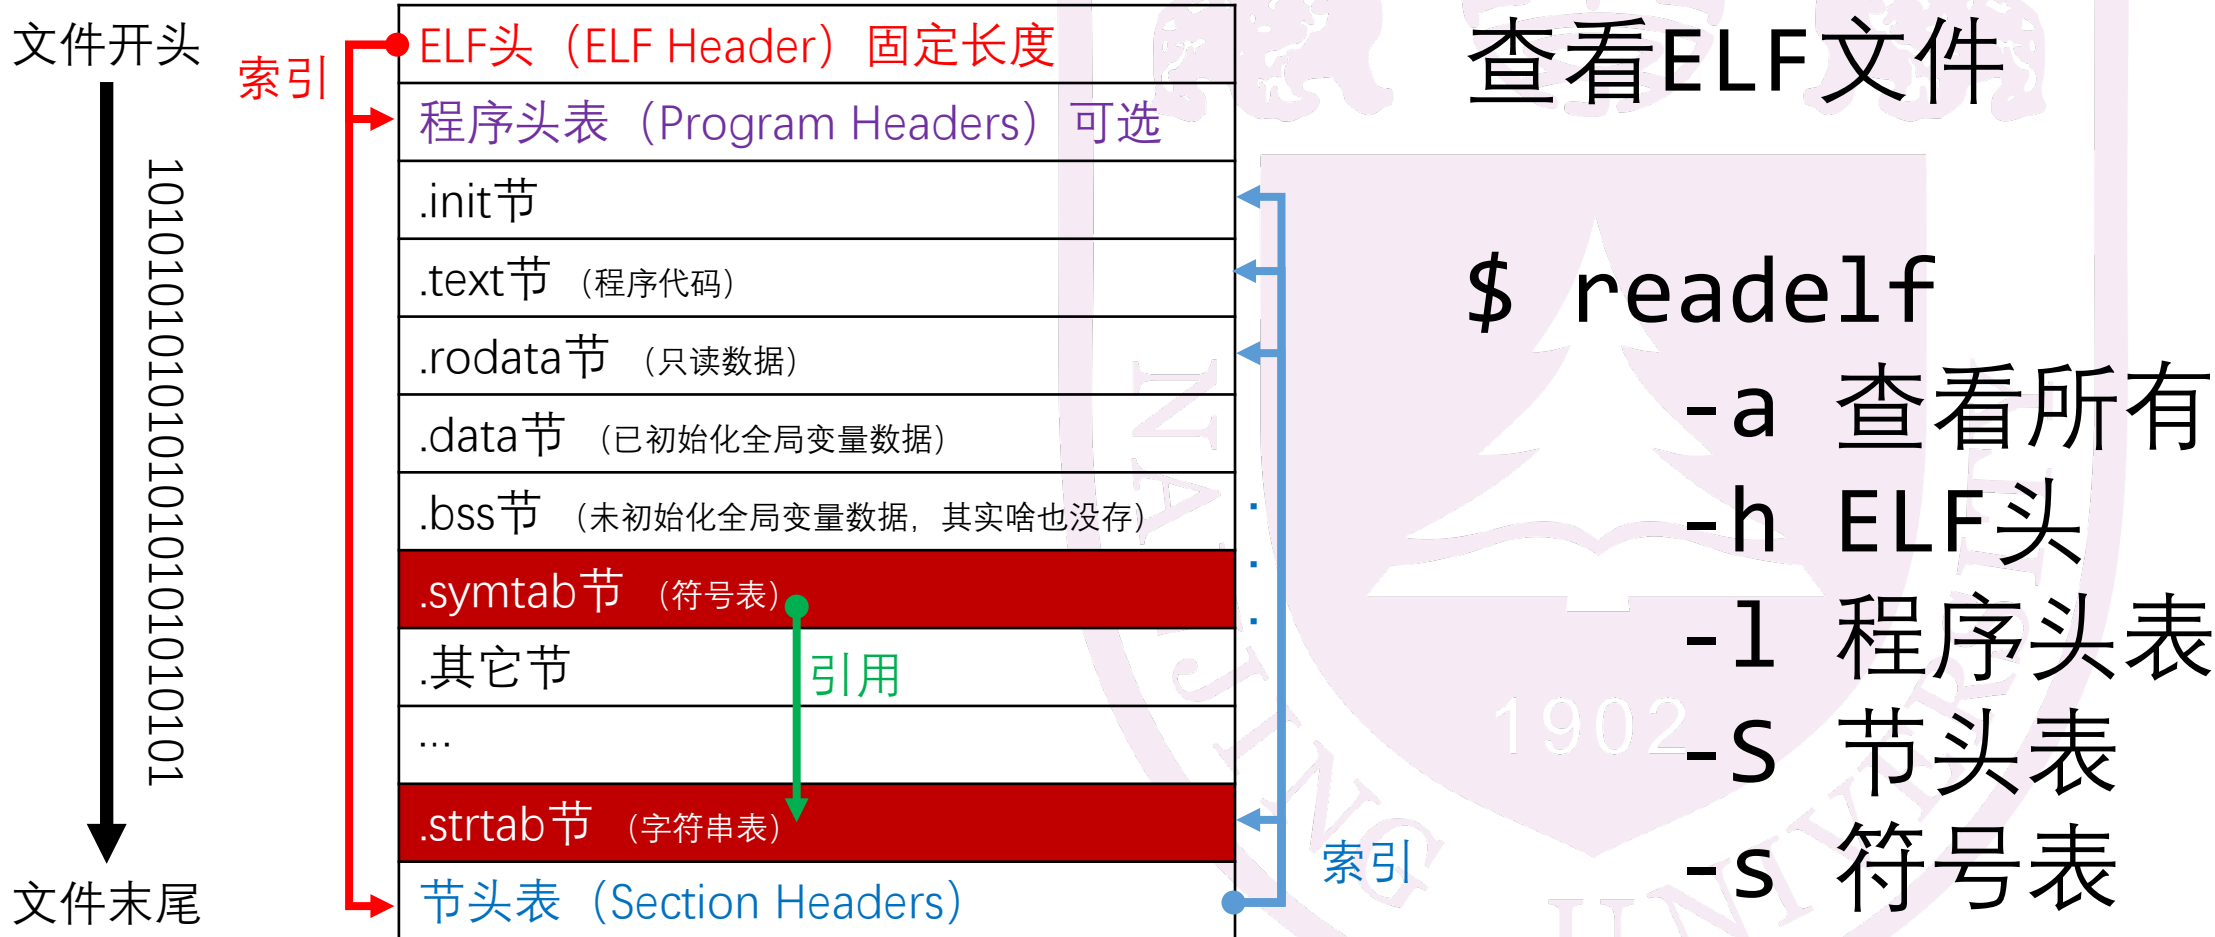 文件开头
索引
1010101010101010101010101010101010101
文件末尾
ELF头（ELF Header）固定长度
程序头表（Program Headers）可选
.init节
.text节 （程序代码）
.rodata节 （只读数据）
.data节 （已初始化全局变量数据）
.bss节 （未初始化全局变量数据，其实啥也没存）
.symtab节 （符号表）
.其它节
引用
...
.strtab节 （字符串表）
节头表（Section Headers）
索引
查看ELF文件
$ readelf
-a 查看所有
-h ELF头
-l 程序头表
-S 节头表
-s 符号表
1902